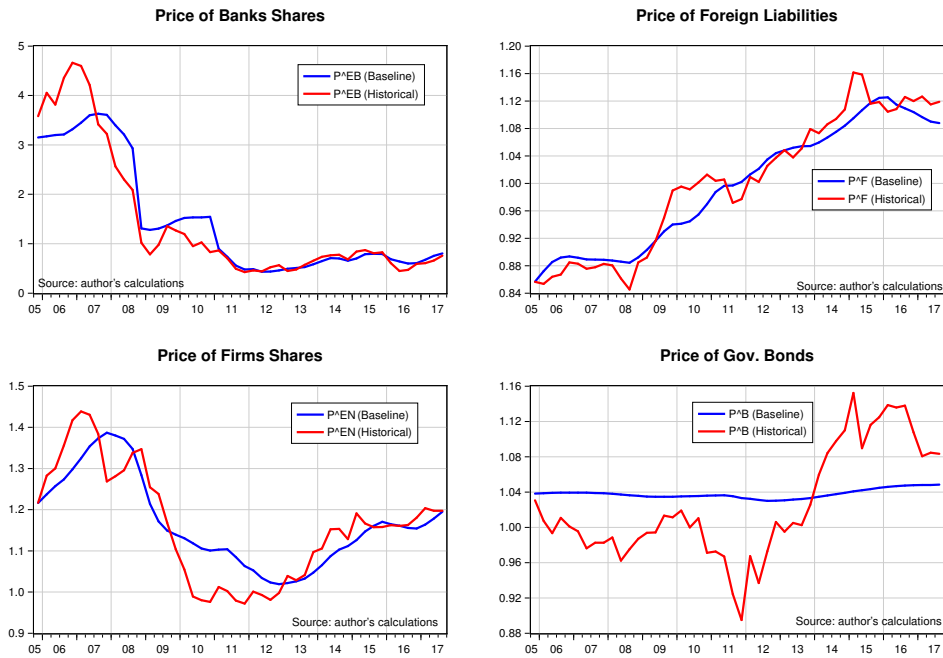 Price of Banks Shares
5
4
3
2
1
0
P^EB (Baseline)
P^EB (Historical)
Source: author's calculations
05 06 07 08 09 10 11 12 13 14 15 16 17
Price of Foreign Liabilities
1.20
1.16
1.12
1.08
1.04
1.00
0.96
0.92
0.88
0.84
P^F (Baseline)
P^F (Historical)
Source: author's calculations
05 06 07 08 09 10 11 12 13 14 15 16 17
Price of Firms Shares
1.5
1.4
1.3
1.2
1.1
1.0
0.9
P^EN (Baseline)
P^EN (Historical)
Source: author's calculations
05 06 07 08 09 10 11 12 13 14 15 16 17
Price of Gov. Bonds
1.16
1.12
1.08
1.04
1.00
0.96
0.92
0.88
P^B (Baseline)
P^B (Historical)
Source: author's calculations
05 06 07 08 09 10 11 12 13 14 15 16 17